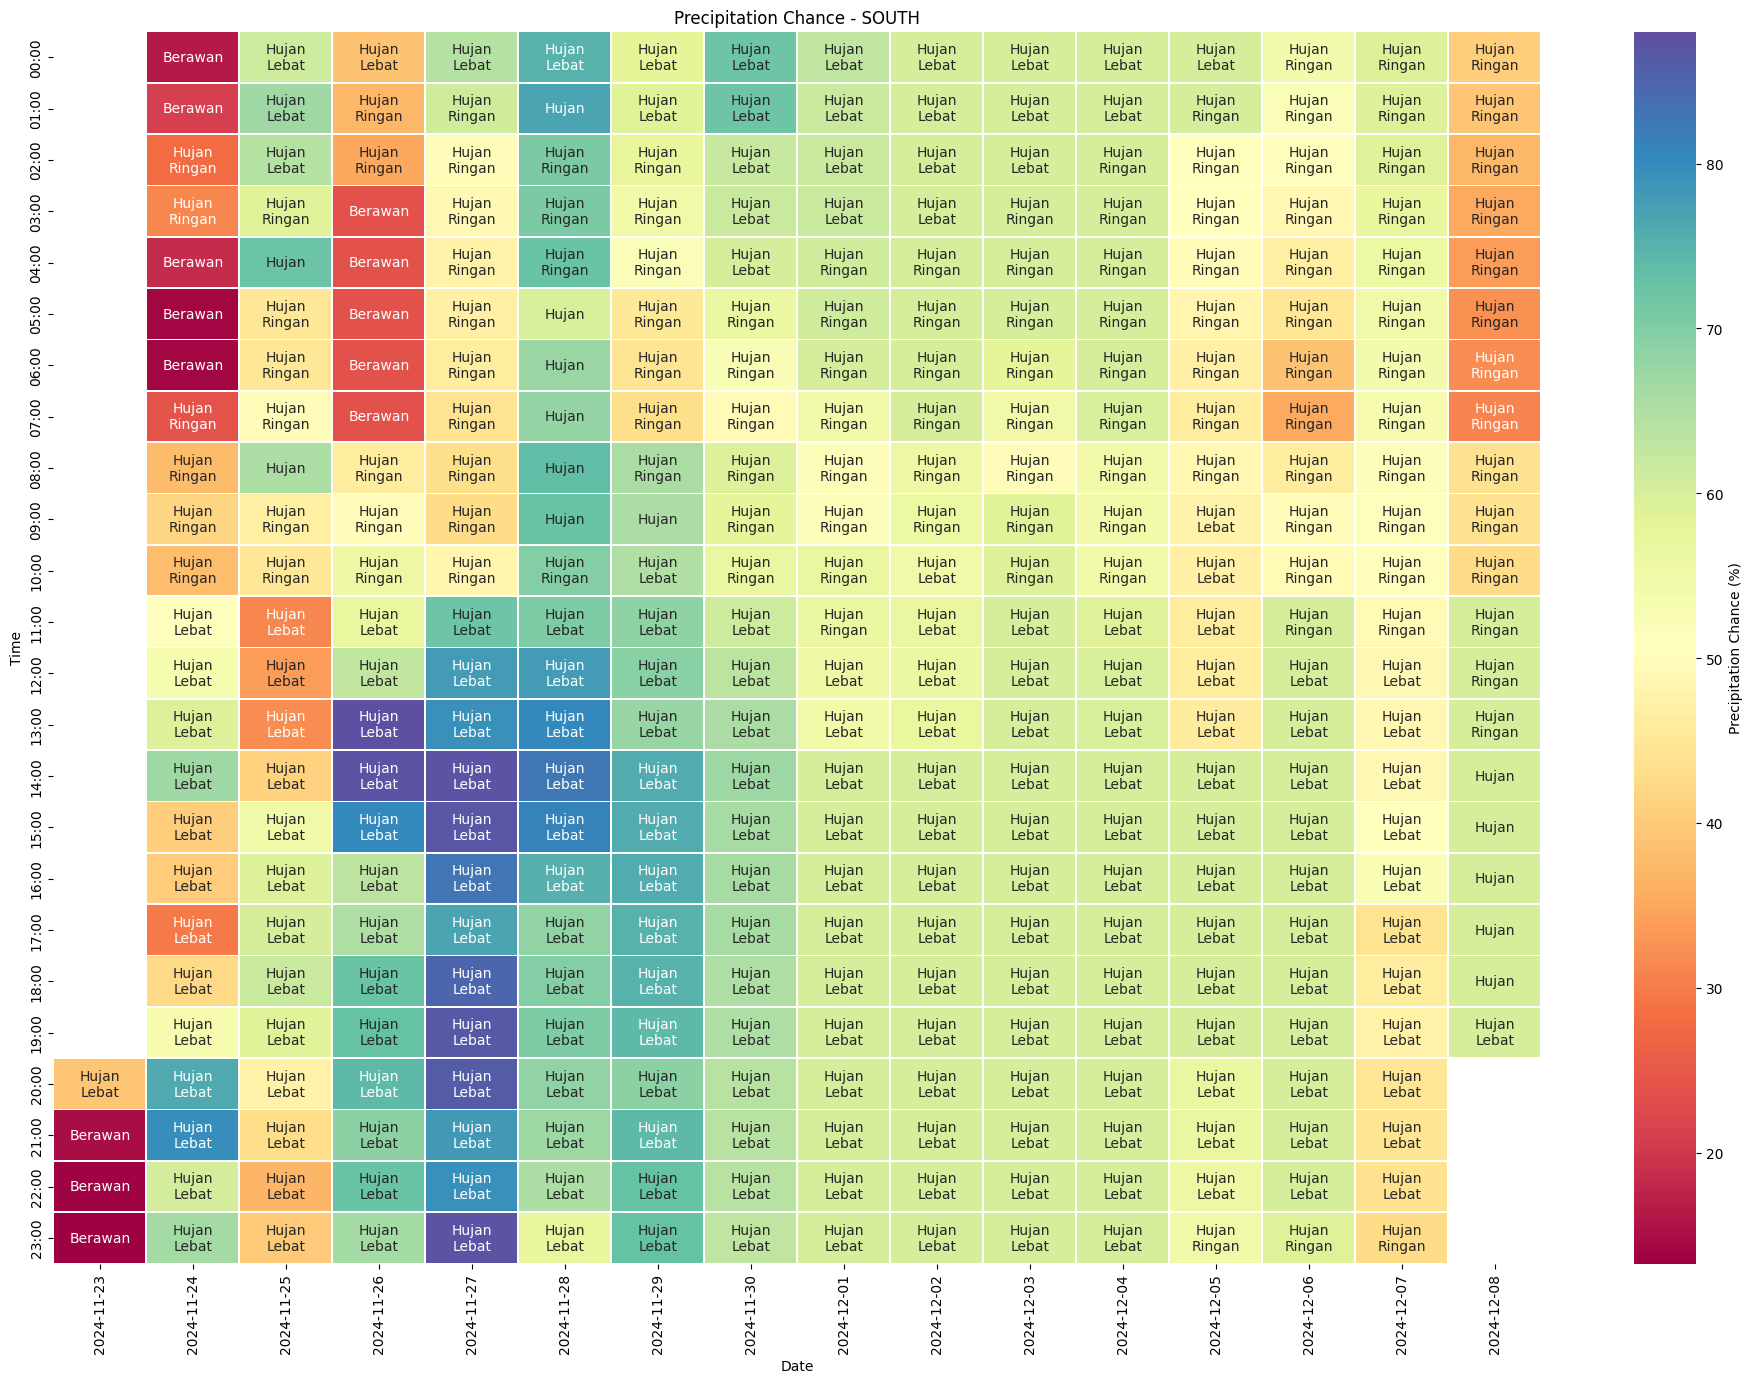 Precipitation Chance - SOUTH
Time
00:00 Berawan Hujan Lebat Hujan Lebat Hujan Lebat Hujan Lebat Hujan Lebat Hujan Lebat Hujan Lebat Hujan Lebat Hujan Lebat Hujan Lebat Hujan Lebat Hujan Ringan Hujan Ringan Hujan Ringan
01:00 Berawan Hujan Lebat Hujan Ringan Hujan Ringan Hujan Hujan Lebat Hujan Lebat Hujan Lebat Hujan Lebat Hujan Lebat Hujan Lebat Hujan Ringan Hujan Ringan Hujan Ringan Hujan Ringan
02:00 Hujan Ringan Hujan Lebat Hujan Ringan Hujan Ringan Hujan Ringan Hujan Ringan Hujan Lebat Hujan Lebat Hujan Lebat Hujan Lebat Hujan Ringan Hujan Ringan Hujan Ringan Hujan Ringan Hujan Ringan
03:00 Hujan Ringan Hujan Ringan Berawan Hujan Ringan Hujan Ringan Hujan Ringan Hujan Lebat Hujan Lebat Hujan Lebat Hujan Ringan Hujan Ringan Hujan Ringan Hujan Ringan Hujan Ringan Hujan Ringan
04:00 Berawan Hujan Berawan Hujan Ringan Hujan Ringan Hujan Ringan Hujan Lebat Hujan Ringan Hujan Ringan Hujan Ringan Hujan Ringan Hujan Ringan Hujan Ringan Hujan Ringan Hujan Ringan
05:00 Berawan Hujan Ringan Berawan Hujan Ringan Hujan Hujan Ringan Hujan Ringan Hujan Ringan Hujan Ringan Hujan Ringan Hujan Ringan Hujan Ringan Hujan Ringan Hujan Ringan Hujan Ringan
06:00 Berawan Hujan Ringan Berawan Hujan Ringan Hujan Hujan Ringan Hujan Ringan Hujan Ringan Hujan Ringan Hujan Ringan Hujan Ringan Hujan Ringan Hujan Ringan Hujan Ringan Hujan Ringan
07:00 Hujan Ringan Hujan Ringan Berawan Hujan Ringan Hujan Hujan Ringan Hujan Ringan Hujan Ringan Hujan Ringan Hujan Ringan Hujan Ringan Hujan Ringan Hujan Ringan Hujan Ringan Hujan Ringan
08:00 Hujan Ringan Hujan Hujan Ringan Hujan Ringan Hujan Hujan Ringan Hujan Ringan Hujan Ringan Hujan Ringan Hujan Ringan Hujan Ringan Hujan Ringan Hujan Ringan Hujan Ringan Hujan Ringan
09:00 Hujan Ringan Hujan Ringan Hujan Ringan Hujan Ringan Hujan Hujan Hujan Ringan Hujan Ringan Hujan Ringan Hujan Ringan Hujan Ringan Hujan Lebat Hujan Ringan Hujan Ringan Hujan Ringan
10:00 Hujan Ringan Hujan Ringan Hujan Ringan Hujan Ringan Hujan Ringan Hujan Lebat Hujan Ringan Hujan Ringan Hujan Lebat Hujan Ringan Hujan Ringan Hujan Lebat Hujan Ringan Hujan Ringan Hujan Ringan
11:00 Hujan Lebat Hujan Lebat Hujan Lebat Hujan Lebat Hujan Lebat Hujan Lebat Hujan Lebat Hujan Ringan Hujan Lebat Hujan Lebat Hujan Lebat Hujan Lebat Hujan Ringan Hujan Ringan Hujan Ringan
12:00 Hujan Lebat Hujan Lebat Hujan Lebat Hujan Lebat Hujan Lebat Hujan Lebat Hujan Lebat Hujan Lebat Hujan Lebat Hujan Lebat Hujan Lebat Hujan Lebat Hujan Lebat Hujan Lebat Hujan Ringan
13:00 Hujan Lebat Hujan Lebat Hujan Lebat Hujan Lebat Hujan Lebat Hujan Lebat Hujan Lebat Hujan Lebat Hujan Lebat Hujan Lebat Hujan Lebat Hujan Lebat Hujan Lebat Hujan Lebat Hujan Ringan
14:00 Hujan Lebat Hujan Lebat Hujan Lebat Hujan Lebat Hujan Lebat Hujan Lebat Hujan Lebat Hujan Lebat Hujan Lebat Hujan Lebat Hujan Lebat Hujan Lebat Hujan Lebat Hujan Lebat Hujan
15:00 Hujan Lebat Hujan Lebat Hujan Lebat Hujan Lebat Hujan Lebat Hujan Lebat Hujan Lebat Hujan Lebat Hujan Lebat Hujan Lebat Hujan Lebat Hujan Lebat Hujan Lebat Hujan Lebat Hujan
16:00 Hujan Lebat Hujan Lebat Hujan Lebat Hujan Lebat Hujan Lebat Hujan Lebat Hujan Lebat Hujan Lebat Hujan Lebat Hujan Lebat Hujan Lebat Hujan Lebat Hujan Lebat Hujan Lebat Hujan
17:00 Hujan Lebat Hujan Lebat Hujan Lebat Hujan Lebat Hujan Lebat Hujan Lebat Hujan Lebat Hujan Lebat Hujan Lebat Hujan Lebat Hujan Lebat Hujan Lebat Hujan Lebat Hujan Lebat Hujan
18:00 Hujan Lebat Hujan Lebat Hujan Lebat Hujan Lebat Hujan Lebat Hujan Lebat Hujan Lebat Hujan Lebat Hujan Lebat Hujan Lebat Hujan Lebat Hujan Lebat Hujan Lebat Hujan Lebat Hujan
19:00 Hujan Lebat Hujan Lebat Hujan Lebat Hujan Lebat Hujan Lebat Hujan Lebat Hujan Lebat Hujan Lebat Hujan Lebat Hujan Lebat Hujan Lebat Hujan Lebat Hujan Lebat Hujan Lebat Hujan Lebat
20:00 Hujan Lebat Hujan Lebat Hujan Lebat Hujan Lebat Hujan Lebat Hujan Lebat Hujan Lebat Hujan Lebat Hujan Lebat Hujan Lebat Hujan Lebat Hujan Lebat Hujan Lebat Hujan Lebat Hujan Lebat
21:00 Berawan Hujan Lebat Hujan Lebat Hujan Lebat Hujan Lebat Hujan Lebat Hujan Lebat Hujan Lebat Hujan Lebat Hujan Lebat Hujan Lebat Hujan Lebat Hujan Lebat Hujan Lebat Hujan Lebat
22:00 Berawan Hujan Lebat Hujan Lebat Hujan Lebat Hujan Lebat Hujan Lebat Hujan Lebat Hujan Lebat Hujan Lebat Hujan Lebat Hujan Lebat Hujan Lebat Hujan Lebat Hujan Lebat Hujan Lebat
23:00 Berawan Hujan Lebat Hujan Lebat Hujan Lebat Hujan Lebat Hujan Lebat Hujan Lebat Hujan Lebat Hujan Lebat Hujan Lebat Hujan Lebat Hujan Lebat Hujan Ringan Hujan Ringan Hujan Ringan
2024-11-23 2024-11-24 2024-11-25 2024-11-26 2024-11-27 2024-11-28 2024-11-29 2024-11-30 2024-12-01 2024-12-02 2024-12-03 2024-12-04 2024-12-05 2024-12-06 2024-12-07 2024-12-08
Date
80
70
60
50
40
30
20
Precipitation Chance (%)